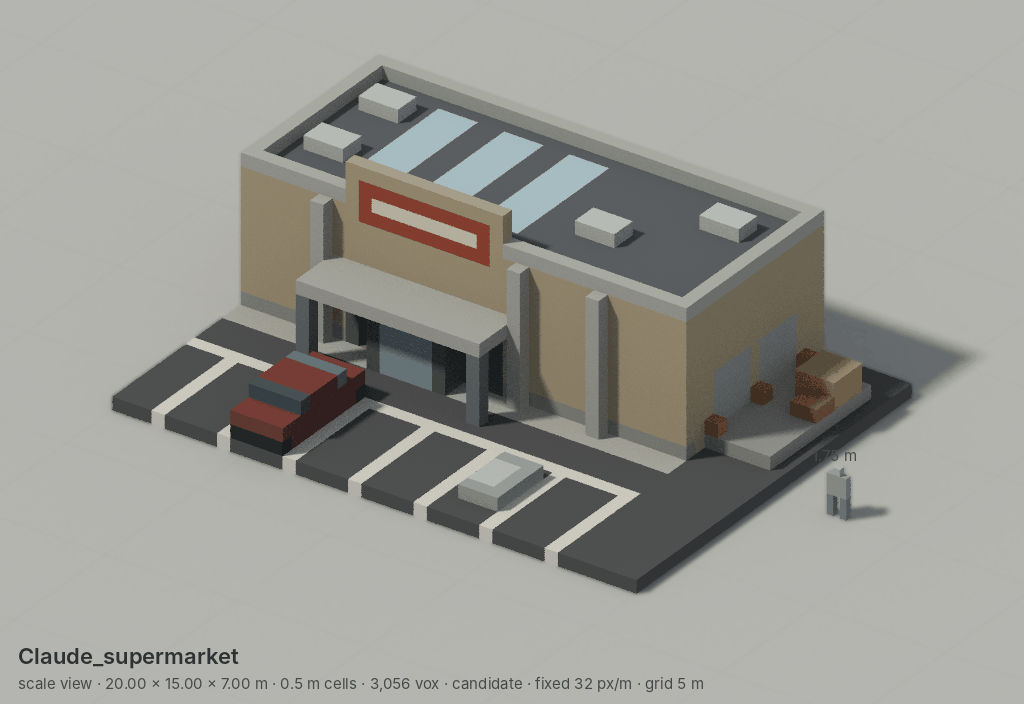 1.75 m
Claude_supermarket
scale view · 20.00 × 15.00 × 7.00 m · 0.5 m cells · 3,056 vox · candidate · fixed 32 px/m · grid 5 m